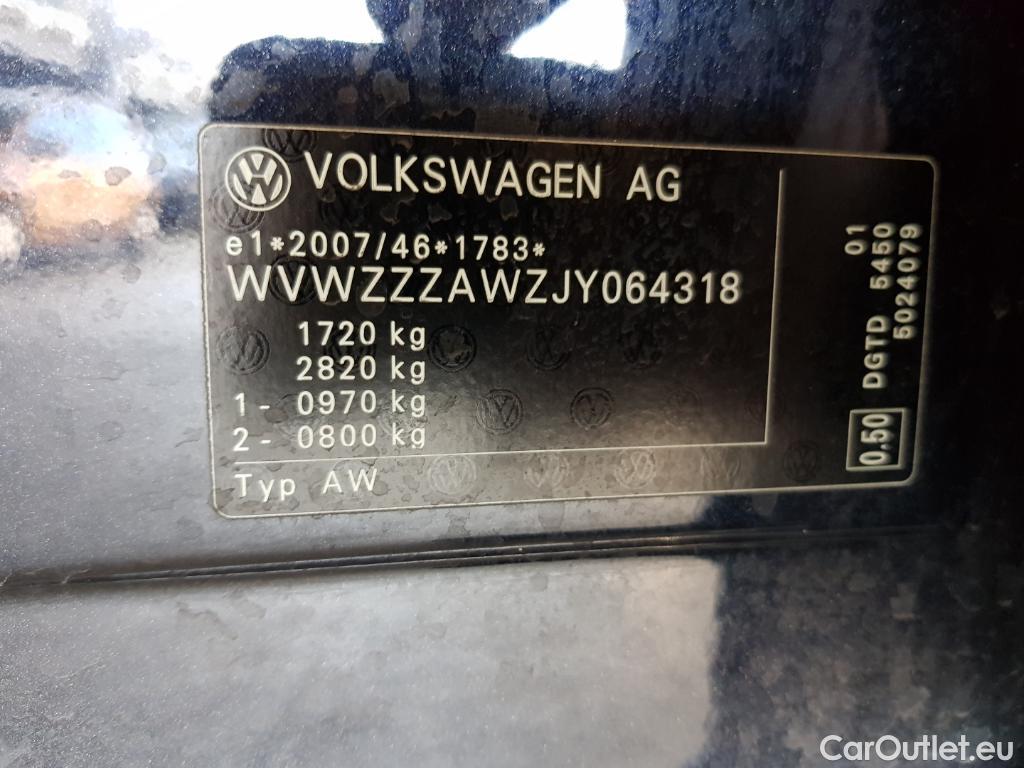 VOLKSWAGEN AG
e1*2007/46*1783*
WVWZZZAWZJY064318
1720 kg
2820 kg
1- 0970 kg
2- 0800 kg
Typ AW
01
0.50 DGTD 5450
5024079
CarOutlet.eu